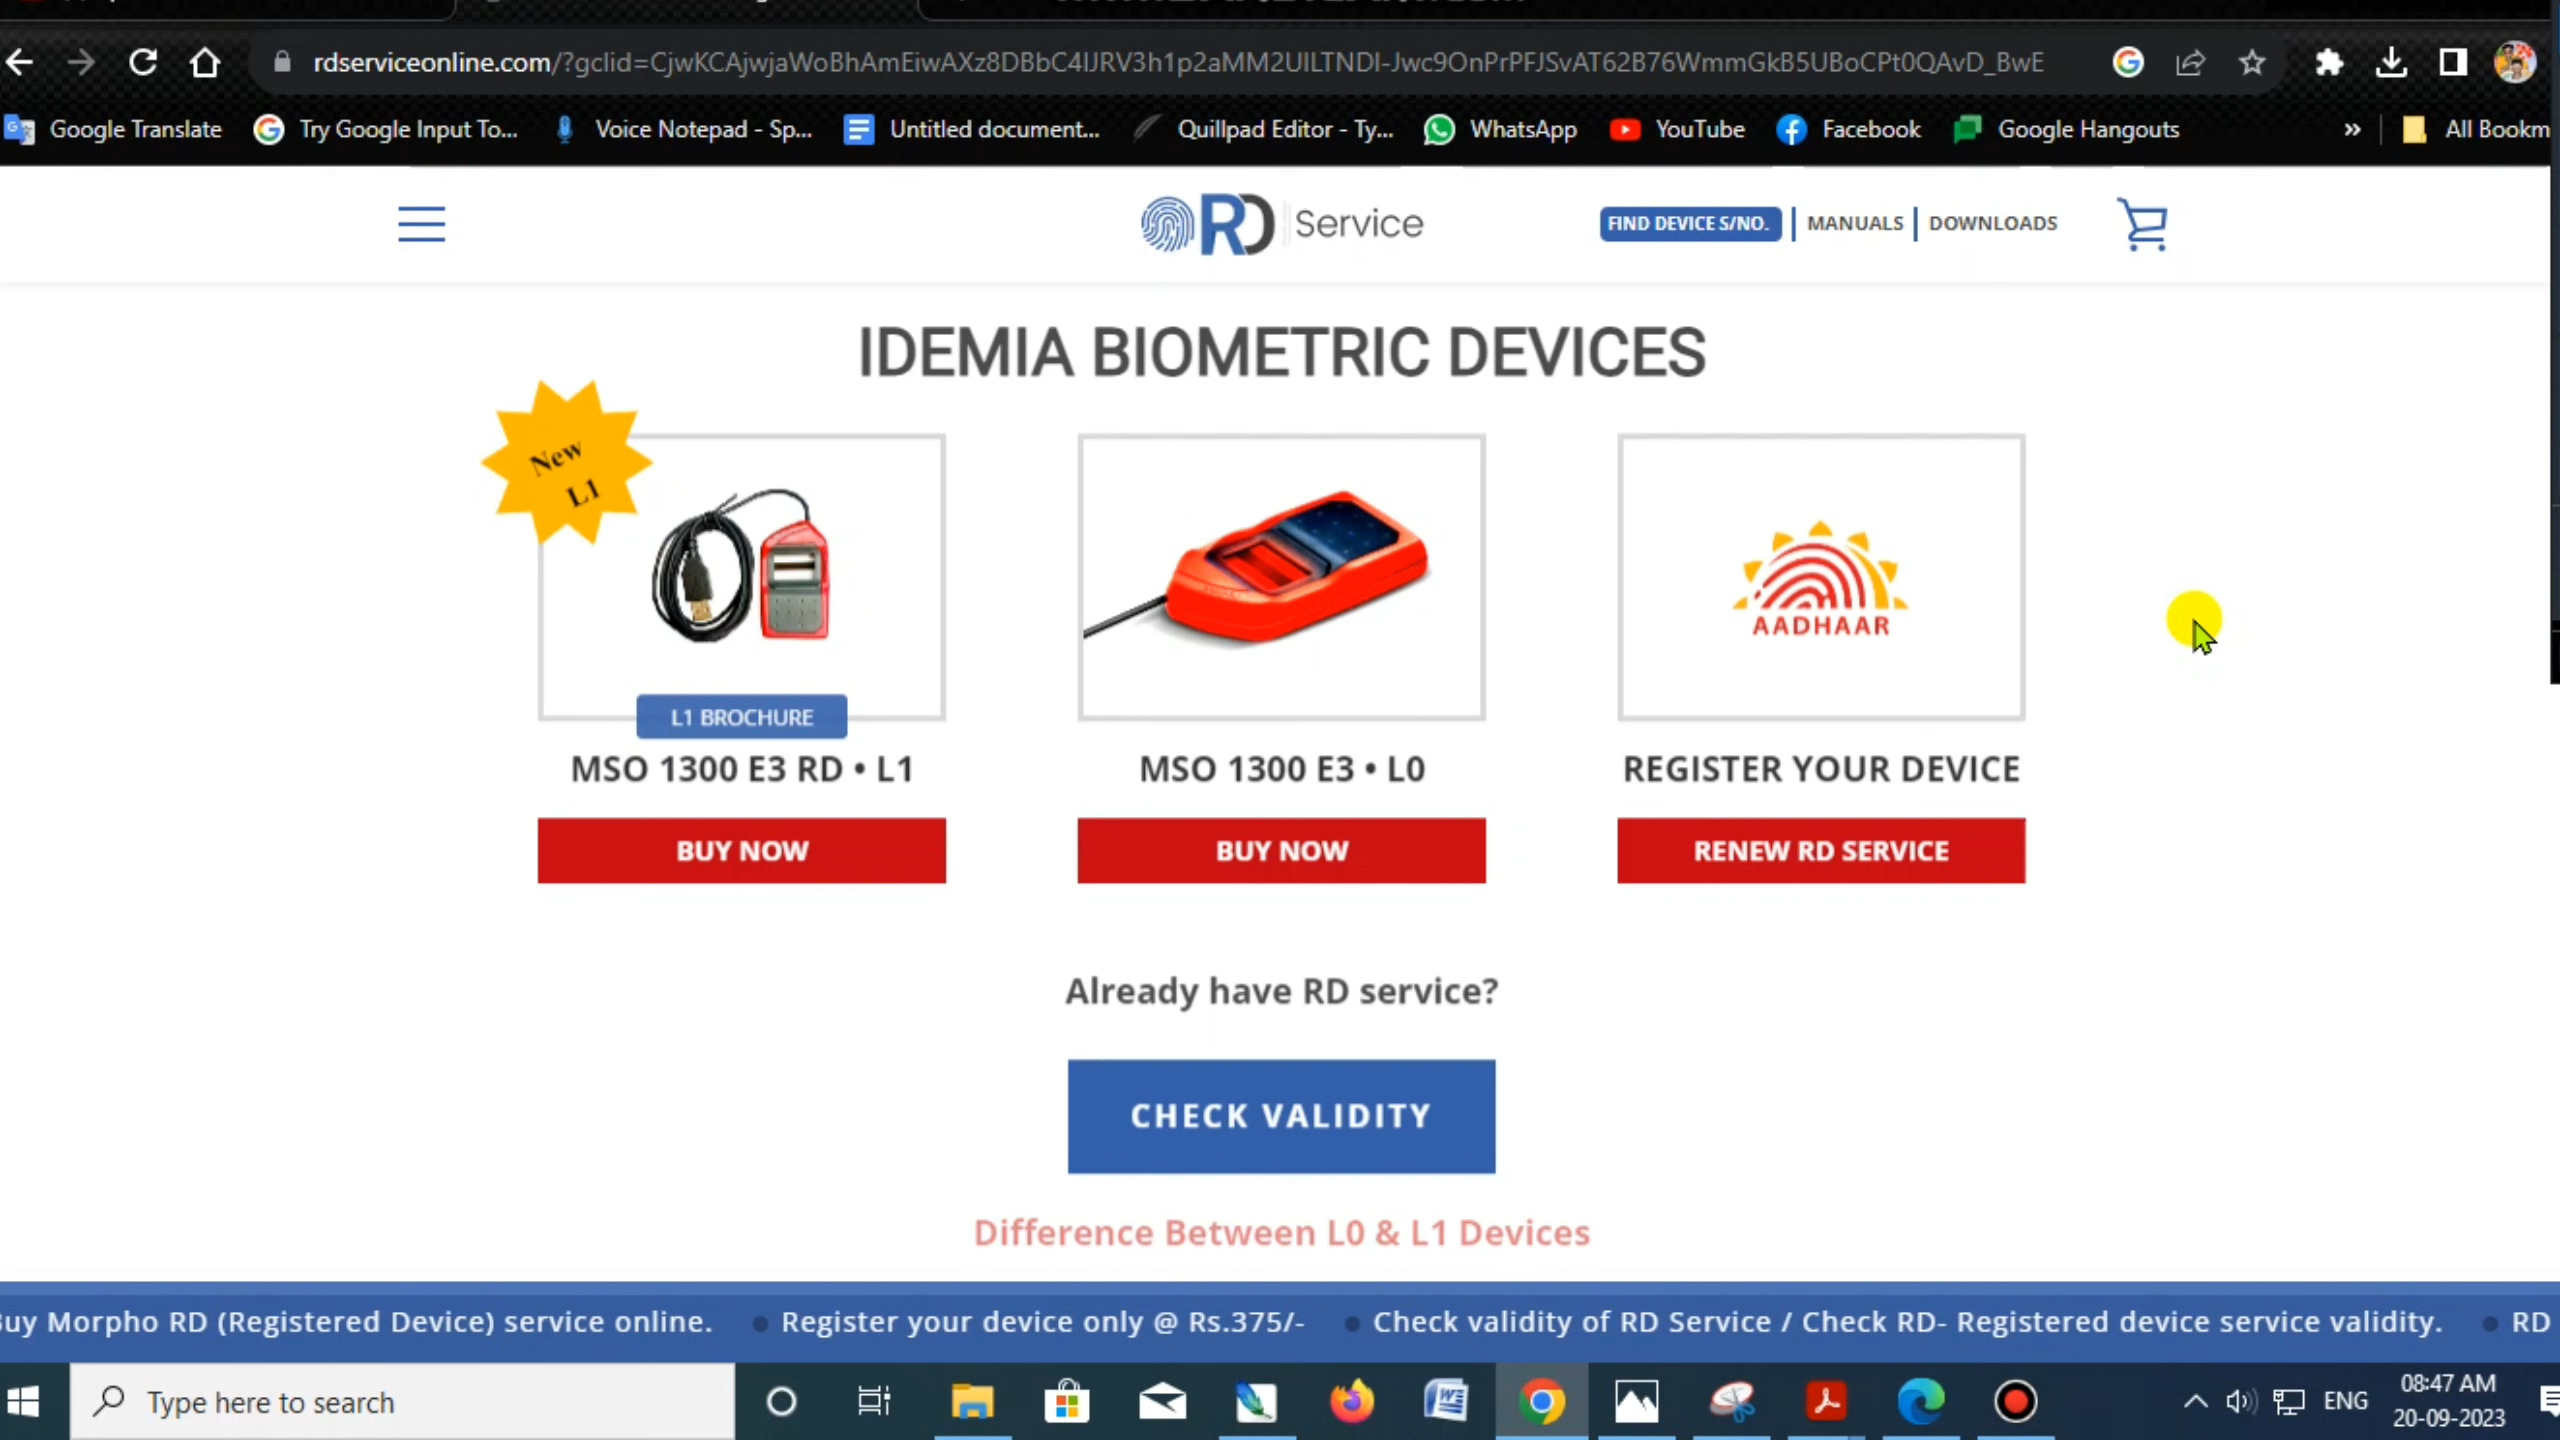 rdserviceonline.com/?gclid=CjwKCAjwjaWoBhAmEiwAXz8DBbC4IJRV3h1p2aMM2UILTNDI-Jwc9OnPrPFJSvAT62B76WmmGkB5UBoCPt0QAvD_BwE
Google Translate Try Google Input To... Voice Notepad - Sp... Untitled document... Quillpad Editor - Ty... WhatsApp YouTube Facebook Google Hangouts » All Bookm
RD Service FIND DEVICE S/NO. MANUALS DOWNLOADS
IDEMIA BIOMETRIC DEVICES
New
L1
AADHAAR
L1 BROCHURE
MSO 1300 E3 RD • L1 MSO 1300 E3 • L0 REGISTER YOUR DEVICE
BUY NOW BUY NOW RENEW RD SERVICE
Already have RD service?
CHECK VALIDITY
Difference Between L0 & L1 Devices
uy Morpho RD (Registered Device) service online. • Register your device only @ Rs.375/- • Check validity of RD Service / Check RD- Registered device service validity. • RD
Type here to search ENG 08:47 AM
20-09-2023